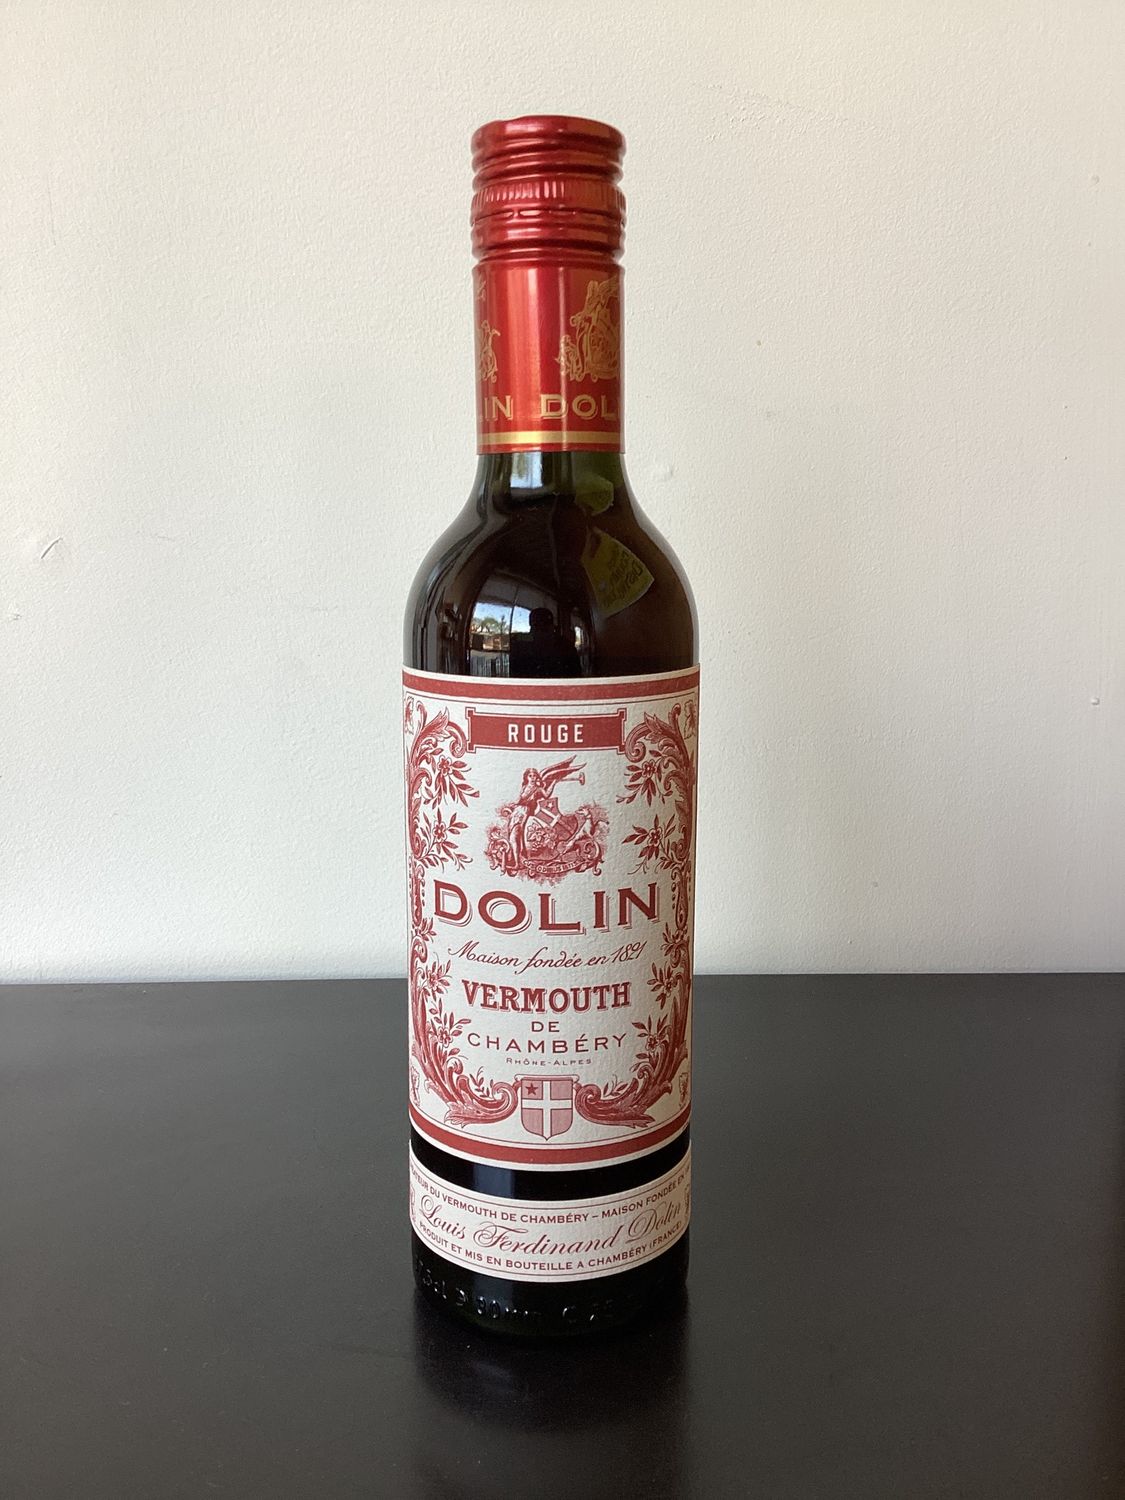 IN DOL
ROUGE
DOLIN
Maison fondée en 1821
VERMOUTH
DE
CHAMBÉRY
RHÔNE-ALPES
DU VERMOUTH DE CHAMBÉRY – MAISON FONDÉE EN
Louis Ferdinand Dolin
PRODUIT ET MIS EN BOUTEILLE A CHAMBÉRY (FRANCE)